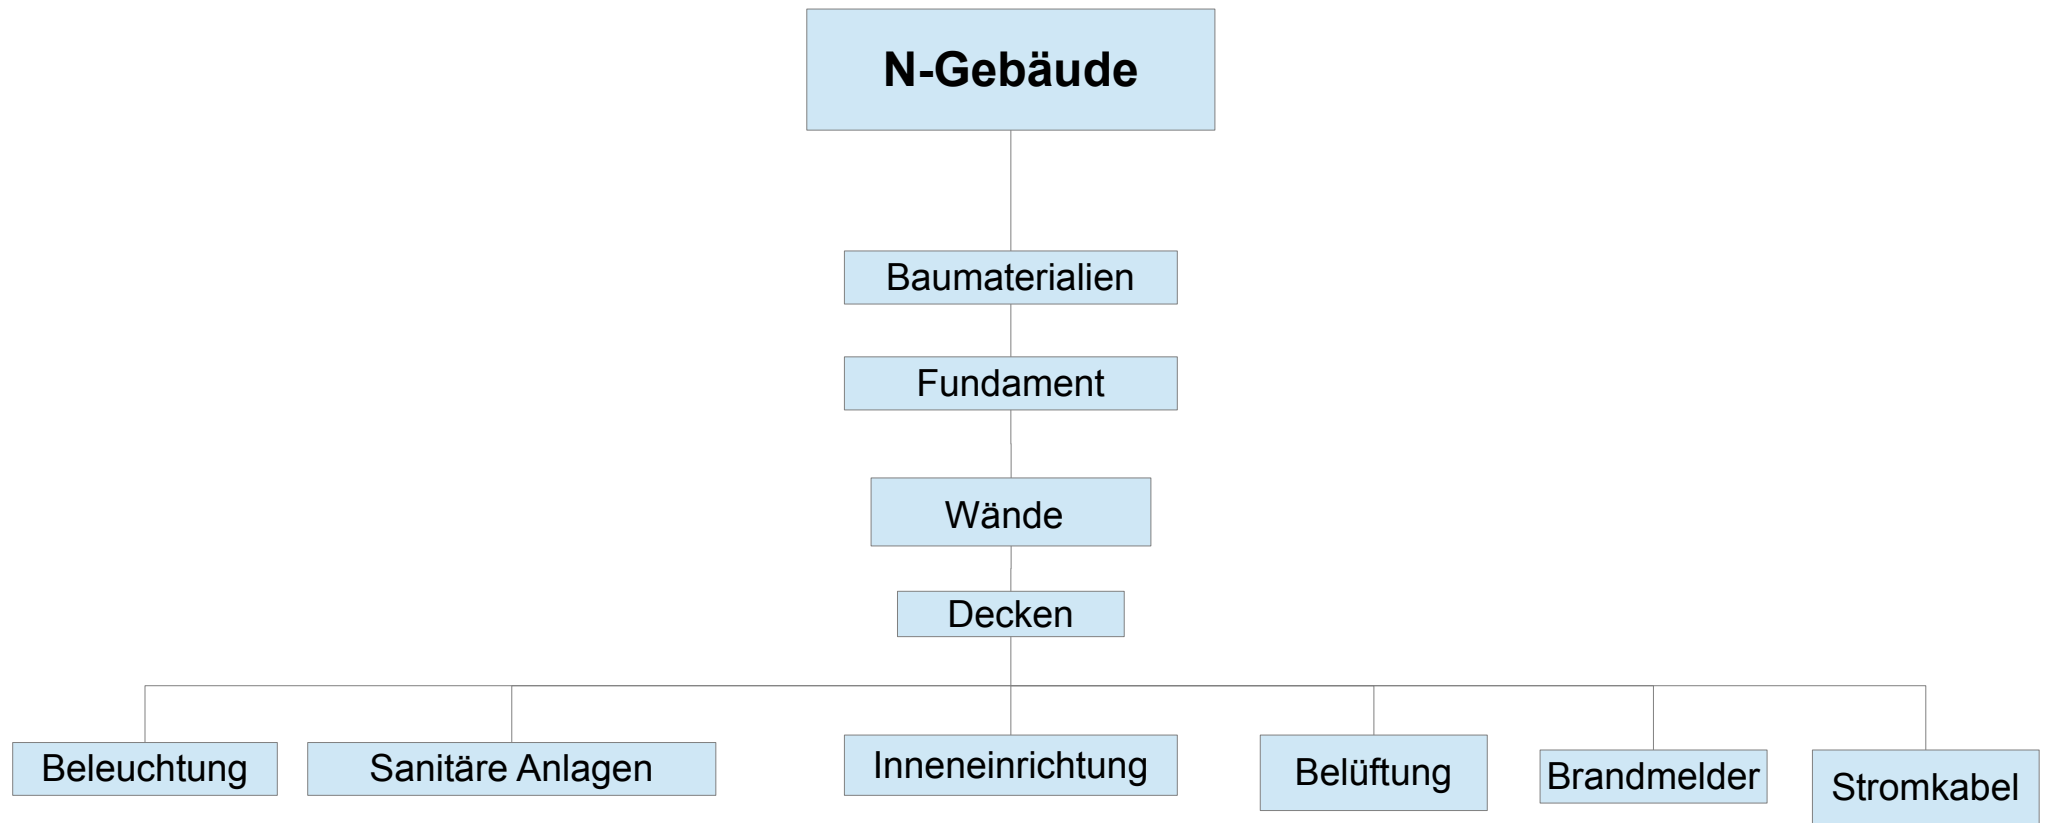 N-Gebäude
Baumaterialien
Fundament
Wände
Decken
Beleuchtung
Sanitäre Anlagen
Inneneinrichtung
Belüftung
Brandmelder
Stromkabel